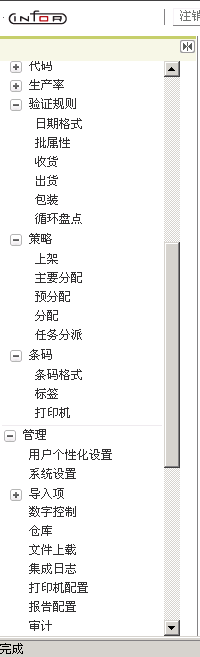 infor
注销
代码
生产率
验证规则
日期格式
批属性
收货
出货
包装
循环盘点
策略
上架
主要分配
预分配
分配
任务分派
条码
条码格式
标签
打印机
管理
用户个性化设置
系统设置
导入项
数字控制
仓库
文件上载
集成日志
打印机配置
报告配置
审计
完成